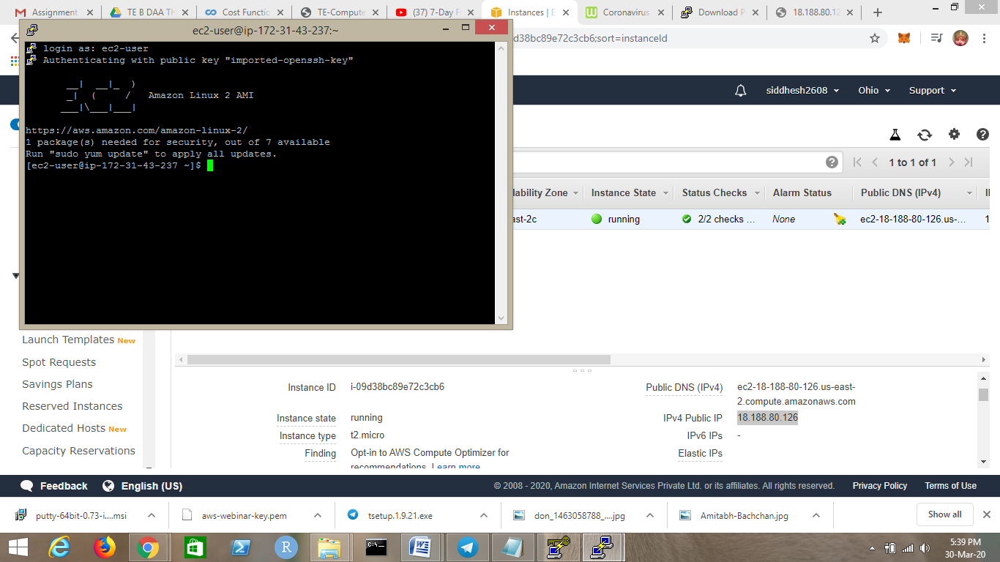 Assignment
TE B DAA TH
Cost Functio
TE-Compute
(37) 7-Day F
Instances | E
Coronavirus
Download P
18.188.80.12
ec2-user@ip-172-31-43-237:~
d38bc89e72c3cb6;sort=instanceId
login as: ec2-user
Authenticating with public key "imported-openssh-key"
__|  __|_  )
_|  (     /   Amazon Linux 2 AMI
___|\___|___|
https://aws.amazon.com/amazon-linux-2/
1 package(s) needed for security, out of 7 available
Run "sudo yum update" to apply all updates.
[ec2-user@ip-172-31-43-237 ~]$
siddhesh2608
Ohio
Support
1 to 1 of 1
lability Zone
Instance State
Status Checks
Alarm Status
Public DNS (IPv4)
ast-2c
running
2/2 checks ...
None
ec2-18-188-80-126.us-...
1
Launch Templates New
Spot Requests
Savings Plans
Reserved Instances
Dedicated Hosts New
Capacity Reservations
Instance ID
i-09d38bc89e72c3cb6
Instance state
running
Instance type
t2.micro
Finding
Opt-in to AWS Compute Optimizer for
recommendations. Learn more
Public DNS (IPv4)
ec2-18-188-80-126.us-east-
2.compute.amazonaws.com
IPv4 Public IP
18.188.80.126
IPv6 IPs
-
Elastic IPs
Feedback
English (US)
© 2008 - 2020, Amazon Internet Services Private Ltd. or its affiliates. All rights reserved.
Privacy Policy
Terms of Use
putty-64bit-0.73-i....msi
aws-webinar-key.pem
tsetup.1.9.21.exe
don_1463058788_....jpg
Amitabh-Bachchan.jpg
Show all
5:39 PM
30-Mar-20